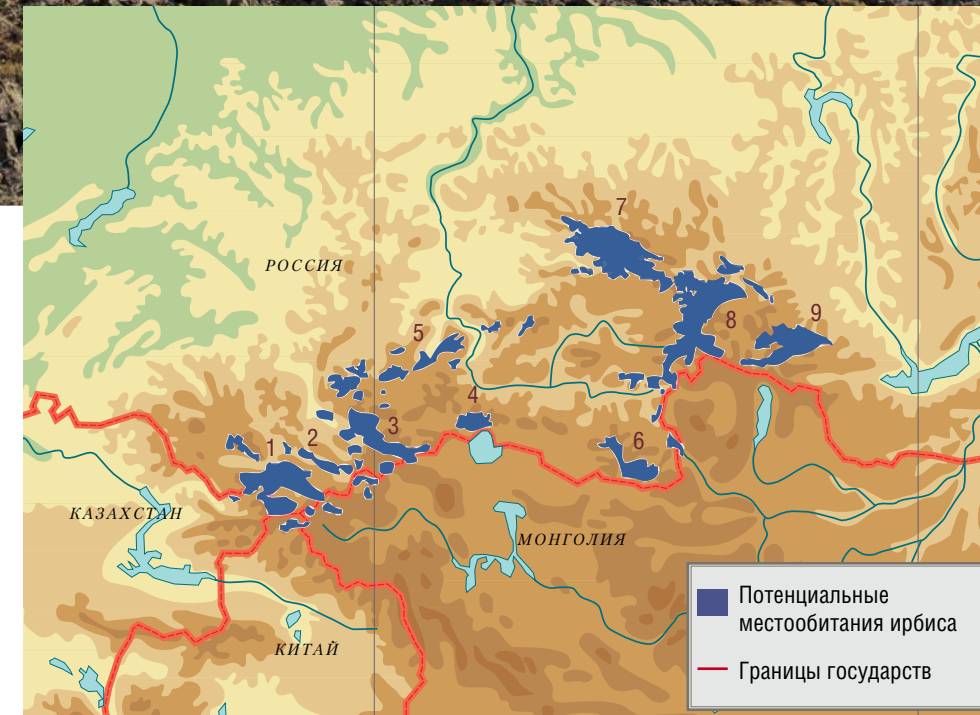 7
РОССИЯ
9
8
5
4
3
6
2
1
КАЗАХСТАН
МОНГОЛИЯ
КИТАЙ
Потенциальные
местообитания ирбиса
Границы государств